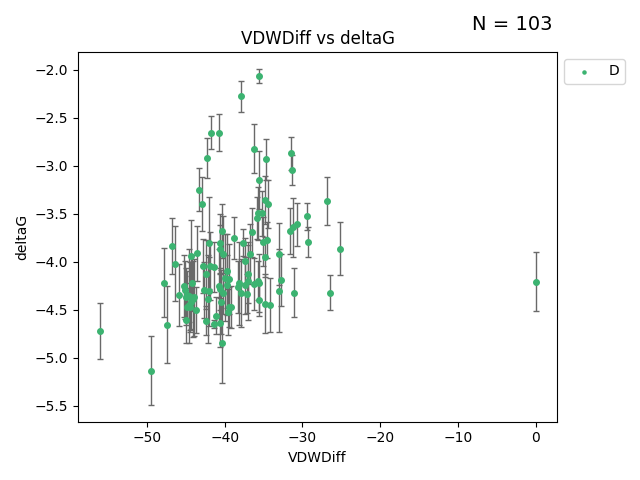 N = 103
VDWDiff vs deltaG
D
−2.0
−2.5
−3.0
−3.5
−4.0
−4.5
−5.0
−5.5
deltaG
−50 −40 −30 −20 −10 0
VDWDiff